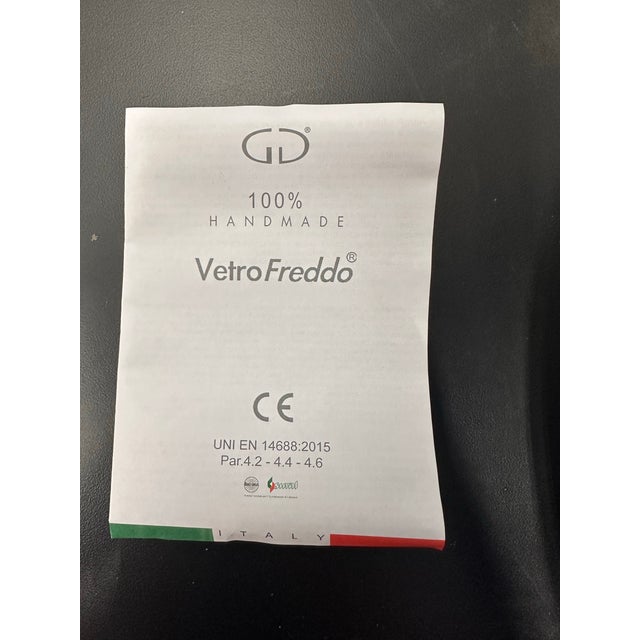 GD®
100%
HANDMADE
VetroFreddo®
CE
UNI EN 14688:2015
Par.4.2 - 4.4 - 4.6
ITALY